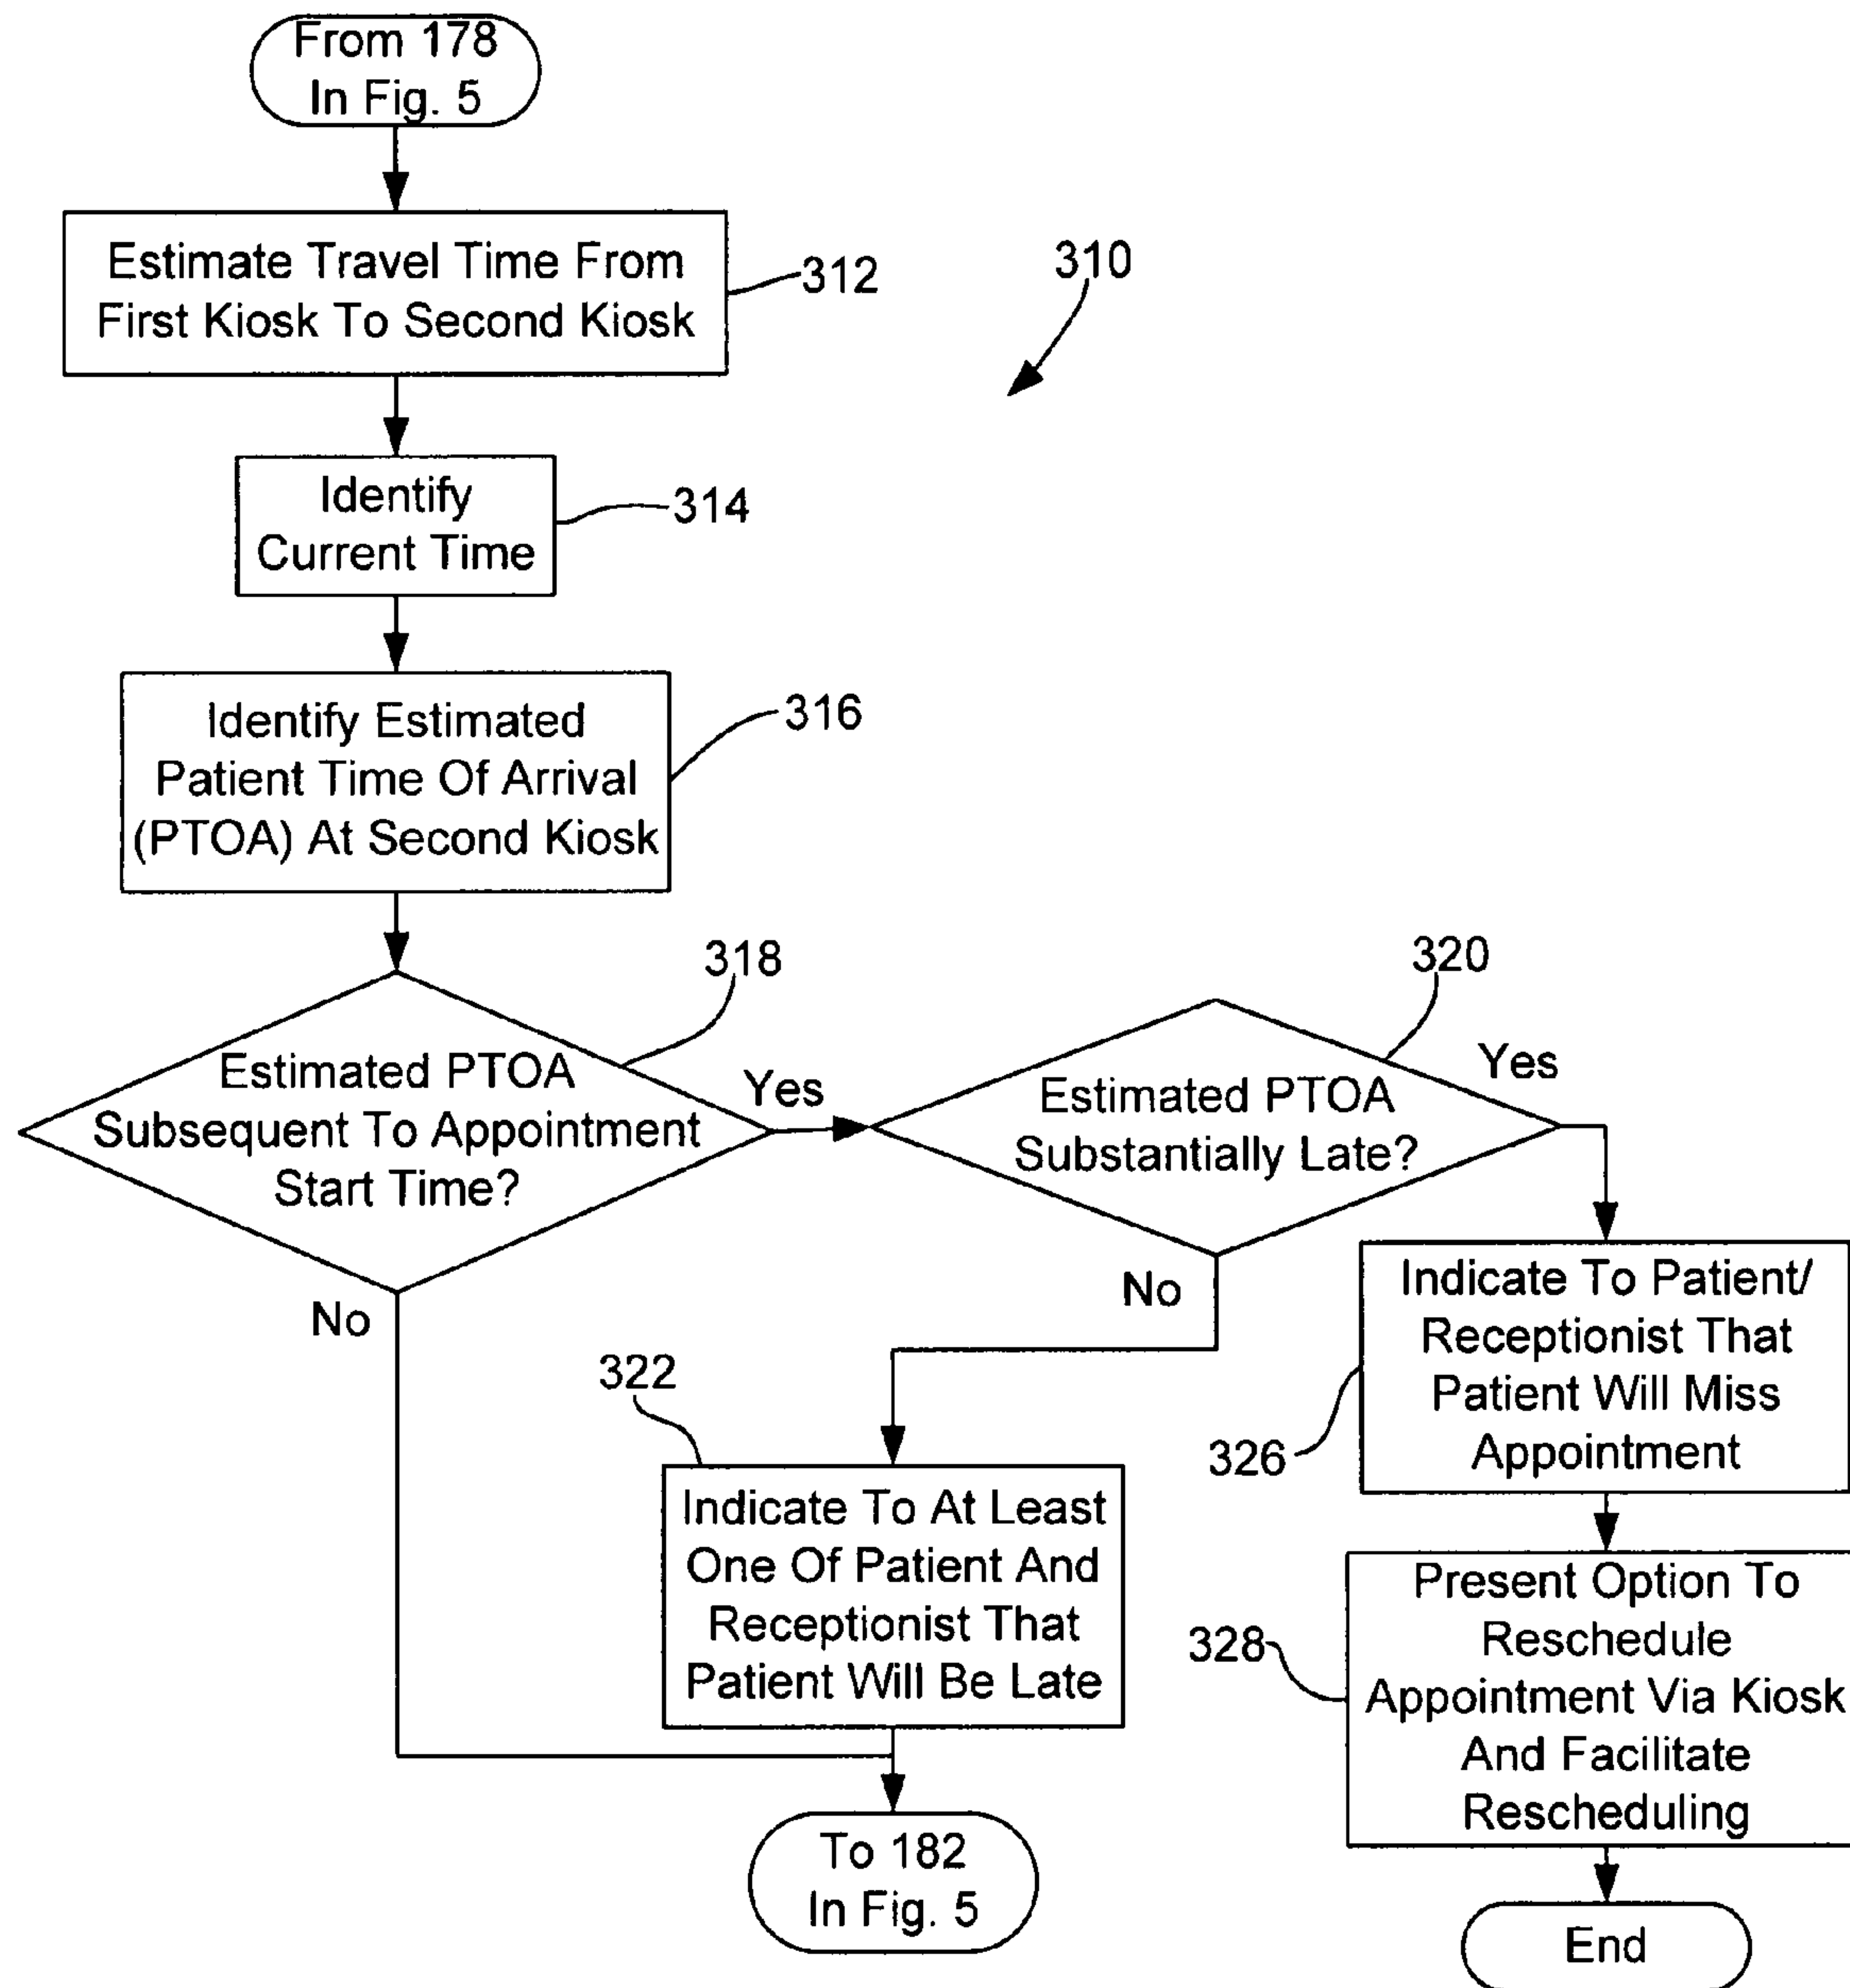 From 178
In Fig. 5
Estimate Travel Time From
First Kiosk To Second Kiosk
312
310
Identify
Current Time
314
Identify Estimated
Patient Time Of Arrival
(PTOA) At Second Kiosk
316
318
Estimated PTOA
Subsequent To Appointment
Start Time?
Yes
No
320
Estimated PTOA
Substantially Late?
Yes
No
322
Indicate To At Least
One Of Patient And
Receptionist That
Patient Will Be Late
Indicate To Patient/
Receptionist That
Patient Will Miss
Appointment
326
Present Option To
Reschedule
Appointment Via Kiosk
And Facilitate
Rescheduling
328
To 182
In Fig. 5
End